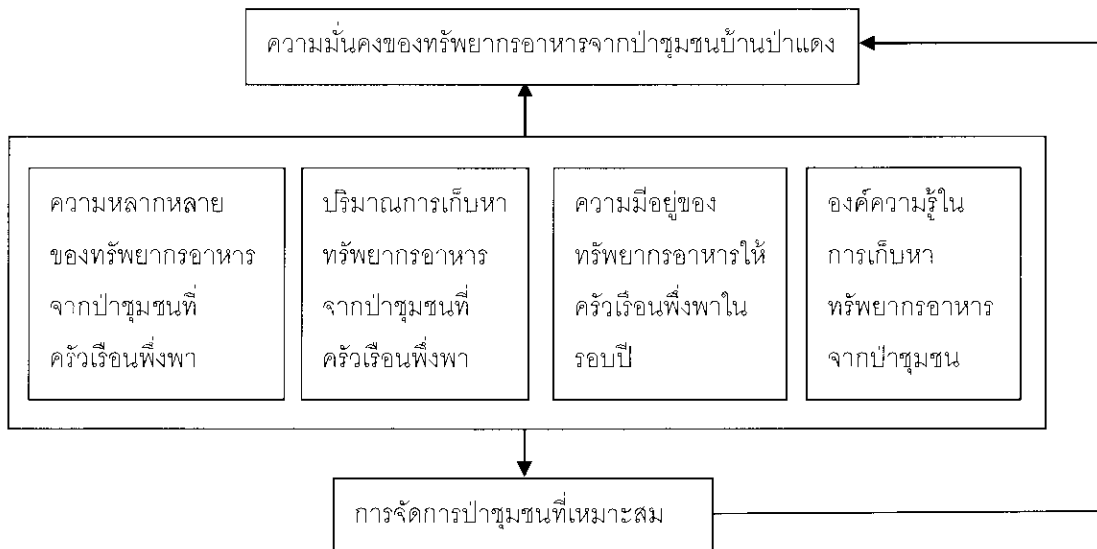 ความมั่นคงของทรัพยากรอาหารจากป่าชุมชนบ้านป่าแดง
ความหลากหลาย
ของทรัพยากรอาหาร
จากป่าชุมชนที่
ครัวเรือนพึ่งพา
ปริมาณการเก็บหา
ทรัพยากรอาหาร
จากป่าชุมชนที่
ครัวเรือนพึ่งพา
ความมีอยู่ของ
ทรัพยากรอาหารให้
ครัวเรือนพึ่งพาใน
รอบปี
องค์ความรู้ใน
การเก็บหา
ทรัพยากรอาหาร
จากป่าชุมชน
การจัดการป่าชุมชนที่เหมาะสม